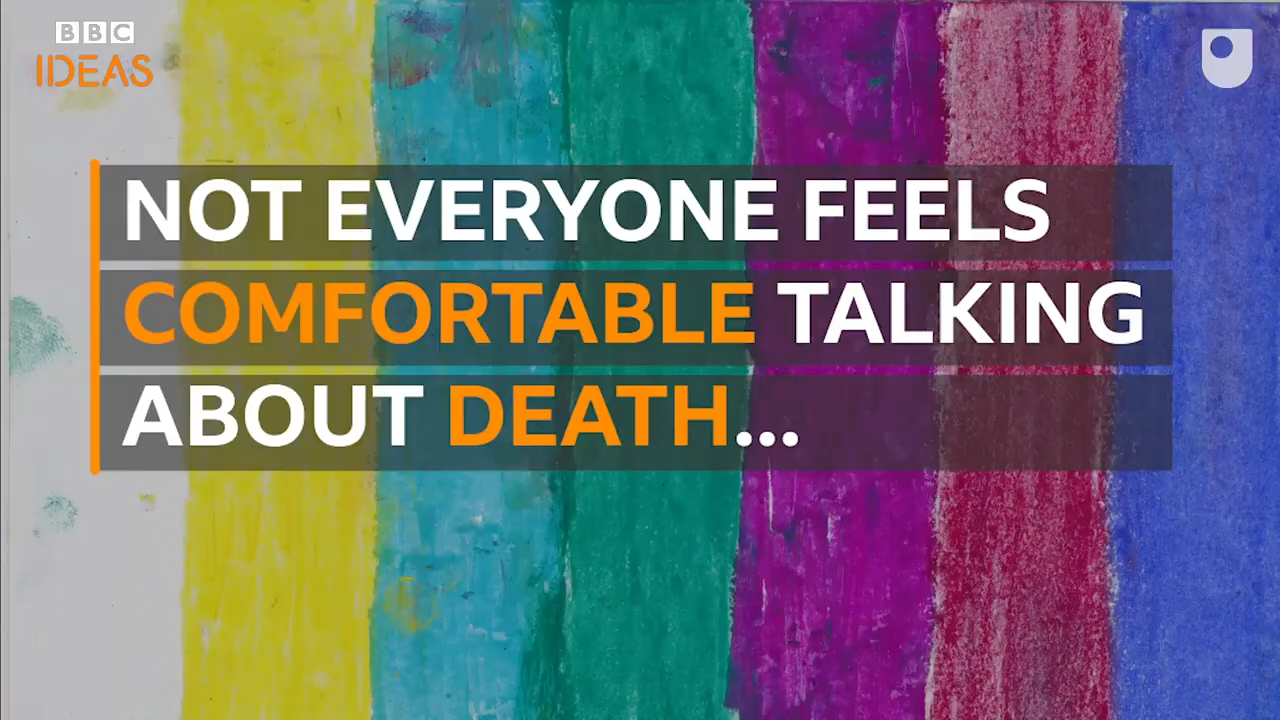 BBC
IDEAS
NOT EVERYONE FEELS
COMFORTABLE TALKING
ABOUT DEATH...